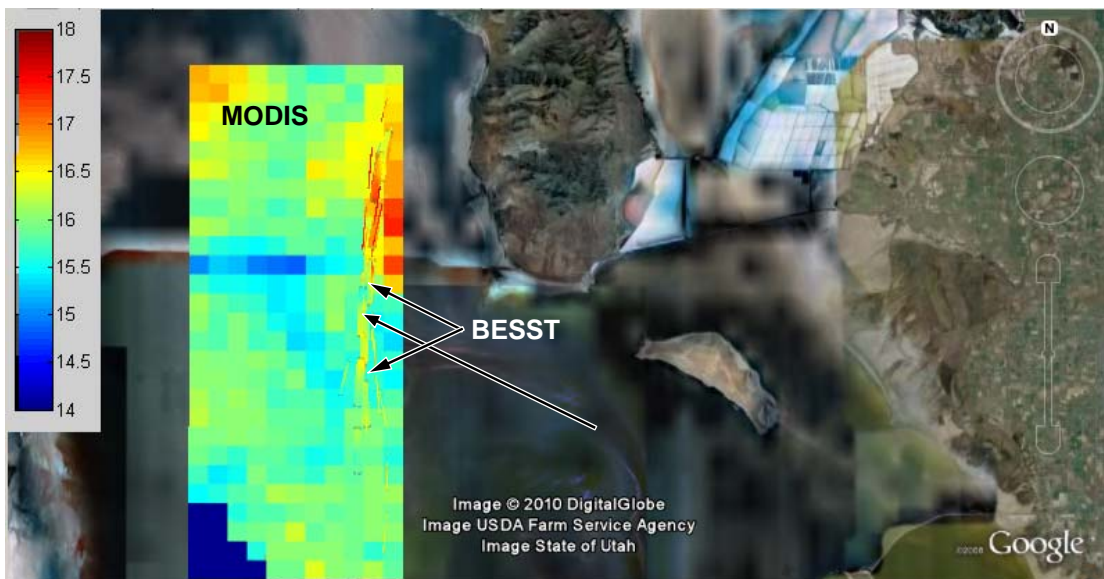 18
17.5
17
16.5
16
15.5
15
14.5
14
MODIS
N
BESST
Image © 2010 DigitalGlobe
Image USDA Farm Service Agency
Image State of Utah
©2008 Google